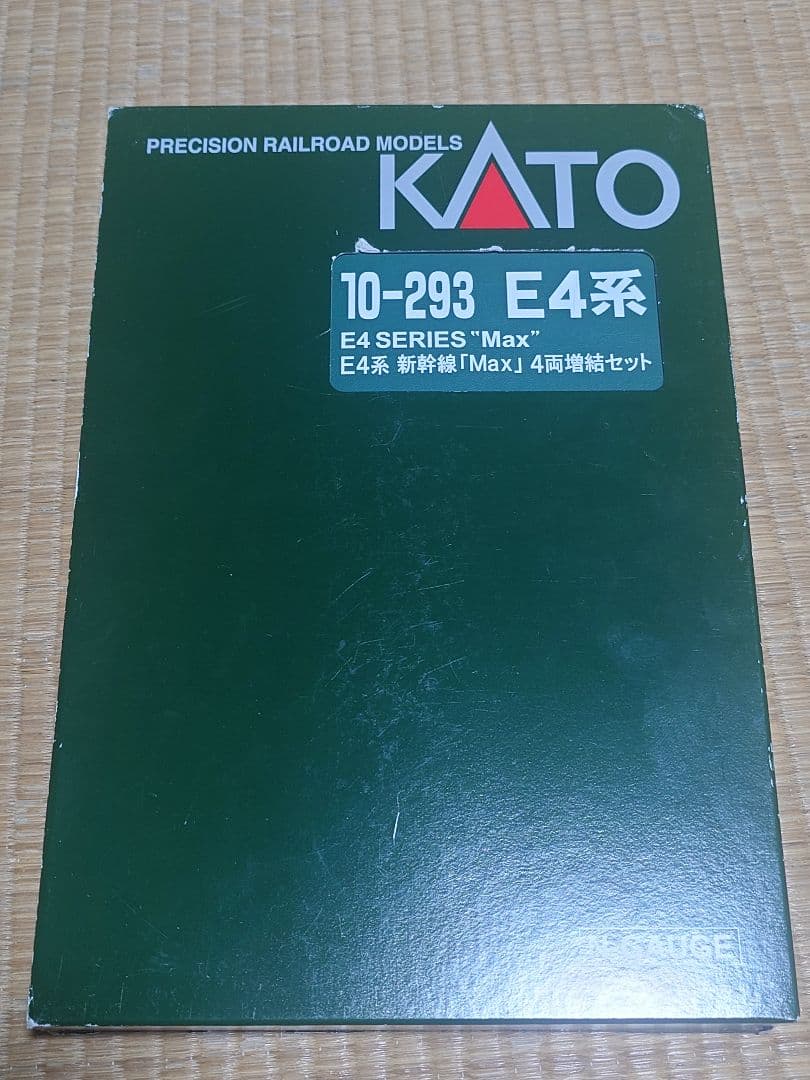 PRECISION RAILROAD MODELS
KATO
10-293 E4系
E4 SERIES "Max"
E4系 新幹線「Max」4両増結セット
N-GAUGE